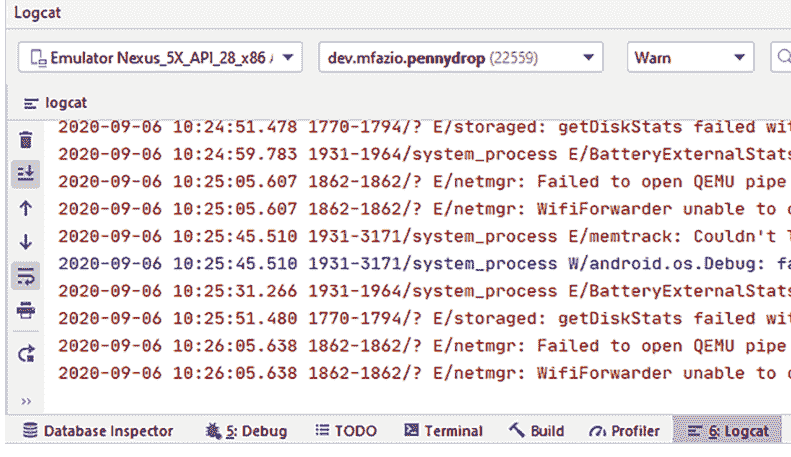 Logcat
Emulator Nexus_5X_API_28_x86 dev.mfazio.pennydrop (22559) Warn
logcat
2020-09-06 10:24:51.478 1770-1794/? E/storaged: getDiskStats failed wit
2020-09-06 10:24:59.783 1931-1964/system_process E/BatteryExternalStats
2020-09-06 10:25:05.607 1862-1862/? E/netmgr: Failed to open QEMU pipe
2020-09-06 10:25:05.607 1862-1862/? E/netmgr: WifiForwarder unable to
2020-09-06 10:25:45.510 1931-3171/system_process E/memtrack: Couldn't
2020-09-06 10:25:45.510 1931-3171/system_process W/android.os.Debug: fa
2020-09-06 10:25:31.266 1931-1964/system_process E/BatteryExternalStats
2020-09-06 10:25:51.480 1770-1794/? E/storaged: getDiskStats failed wit
2020-09-06 10:26:05.638 1862-1862/? E/netmgr: Failed to open QEMU pipe
2020-09-06 10:26:05.638 1862-1862/? E/netmgr: WifiForwarder unable to
Database Inspector 5: Debug TODO Terminal Build Profiler 6: Logcat